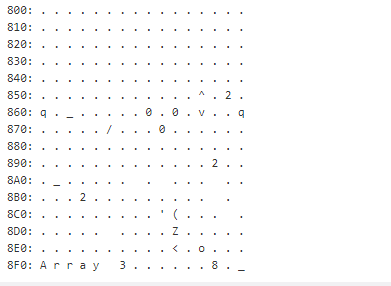 800: . . . . . . . . . . . . . . . .
810: . . . . . . . . . . . . . . . .
820: . . . . . . . . . . . . . . . .
830: . . . . . . . . . . . . . . . .
840: . . . . . . . . . . . . . . . .
850: . . . . . . . . . . . . ^ . 2 .
860: q . _ . . . . . 0 . 0 . v . . q
870: . . . . . / . . . 0 . . . . . .
880: . . . . . . . . . . . . . . . .
890: . . . . . . . . . . . . . 2 . .
8A0: . _ . . . . .   .   . . .   . .
8B0: . . . 2 . . . . . . . . .   .
8C0: . . . . . . . . . ' ( . . .   .
8D0: . . . . .   . . . . Z . . . . .
8E0: . . . . . . . . . . < . o . . .
8F0: A r r a y   3 . . . . . . 8 . _